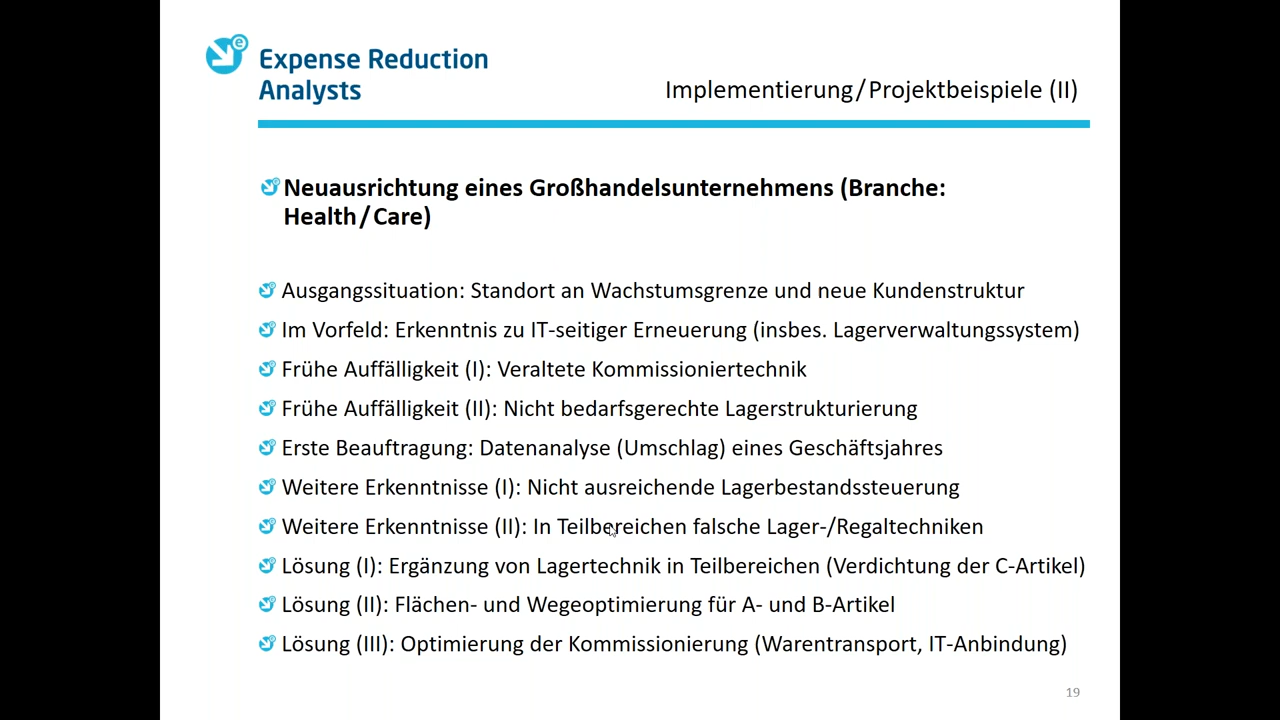 Expense Reduction
Analysts
Implementierung/Projektbeispiele (II)
Neuausrichtung eines Großhandelsunternehmens (Branche:
Health/Care)
Ausgangssituation: Standort an Wachstumsgrenze und neue Kundenstruktur
Im Vorfeld: Erkenntnis zu IT-seitiger Erneuerung (insbes. Lagerverwaltungssystem)
Frühe Auffälligkeit (I): Veraltete Kommissioniertechnik
Frühe Auffälligkeit (II): Nicht bedarfsgerechte Lagerstrukturierung
Erste Beauftragung: Datenanalyse (Umschlag) eines Geschäftsjahres
Weitere Erkenntnisse (I): Nicht ausreichende Lagerbestandssteuerung
Weitere Erkenntnisse (II): In Teilbereichen falsche Lager-/Regaltechniken
Lösung (I): Ergänzung von Lagertechnik in Teilbereichen (Verdichtung der C-Artikel)
Lösung (II): Flächen- und Wegeoptimierung für A- und B-Artikel
Lösung (III): Optimierung der Kommissionierung (Warentransport, IT-Anbindung)
19